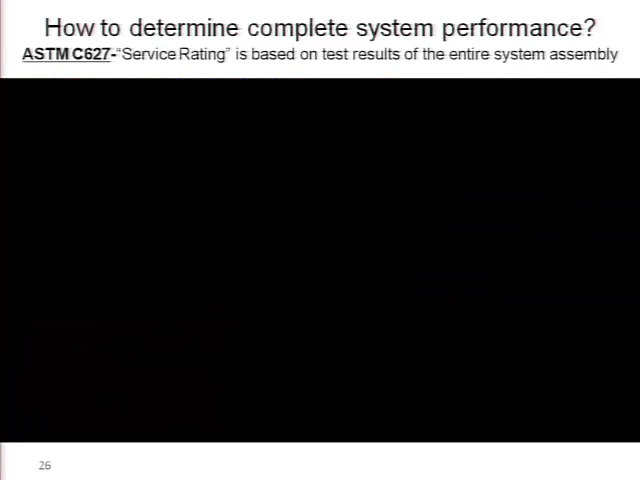 How to determine complete system performance?
ASTM C627-“Service Rating” is based on test results of the entire system assembly
26